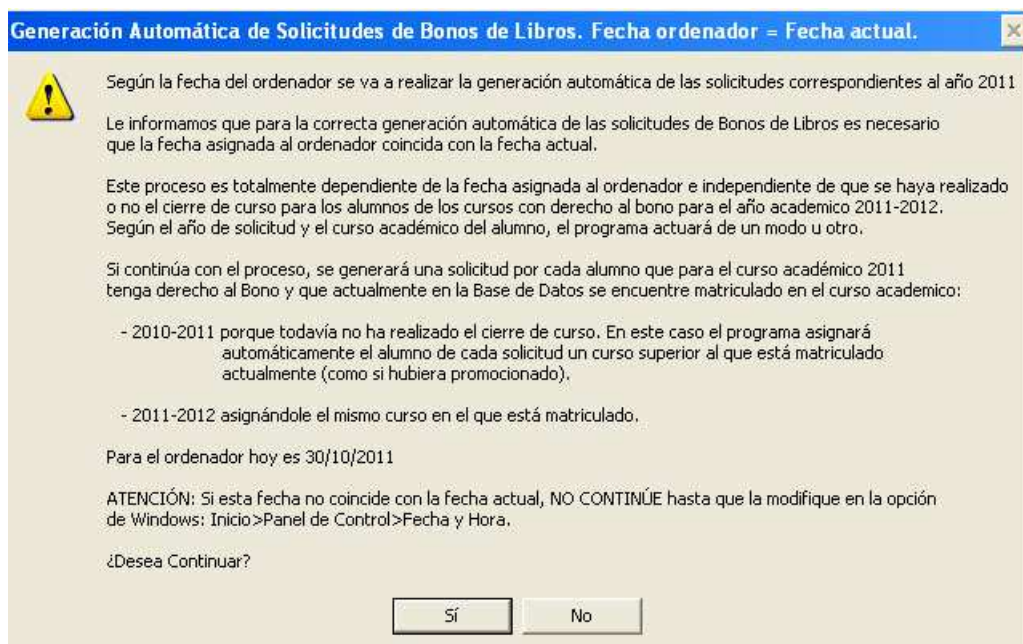 Generación Automática de Solicitudes de Bonos de Libros. Fecha ordenador = Fecha actual.
Según la fecha del ordenador se va a realizar la generación automática de las solicitudes correspondientes al año 2011
Le informamos que para la correcta generación automática de las solicitudes de Bonos de Libros es necesario
que la fecha asignada al ordenador coincida con la fecha actual.
Este proceso es totalmente dependiente de la fecha asignada al ordenador e independiente de que se haya realizado
o no el cierre de curso para los alumnos de los cursos con derecho al bono para el año academico 2011-2012.
Según el año de solicitud y el curso académico del alumno, el programa actuará de un modo u otro.
Si continúa con el proceso, se generará una solicitud por cada alumno que para el curso académico 2011
tenga derecho al Bono y que actualmente en la Base de Datos se encuentre matriculado en el curso academico:
- 2010-2011 porque todavía no ha realizado el cierre de curso. En este caso el programa asignará
automáticamente el alumno de cada solicitud un curso superior al que está matriculado
actualmente (como si hubiera promocionado).
- 2011-2012 asignándole el mismo curso en el que está matriculado.
Para el ordenador hoy es 30/10/2011
ATENCIÓN: Si esta fecha no coincide con la fecha actual, NO CONTINÚE hasta que la modifique en la opción
de Windows: Inicio>Panel de Control>Fecha y Hora.
¿Desea Continuar?
Sí No